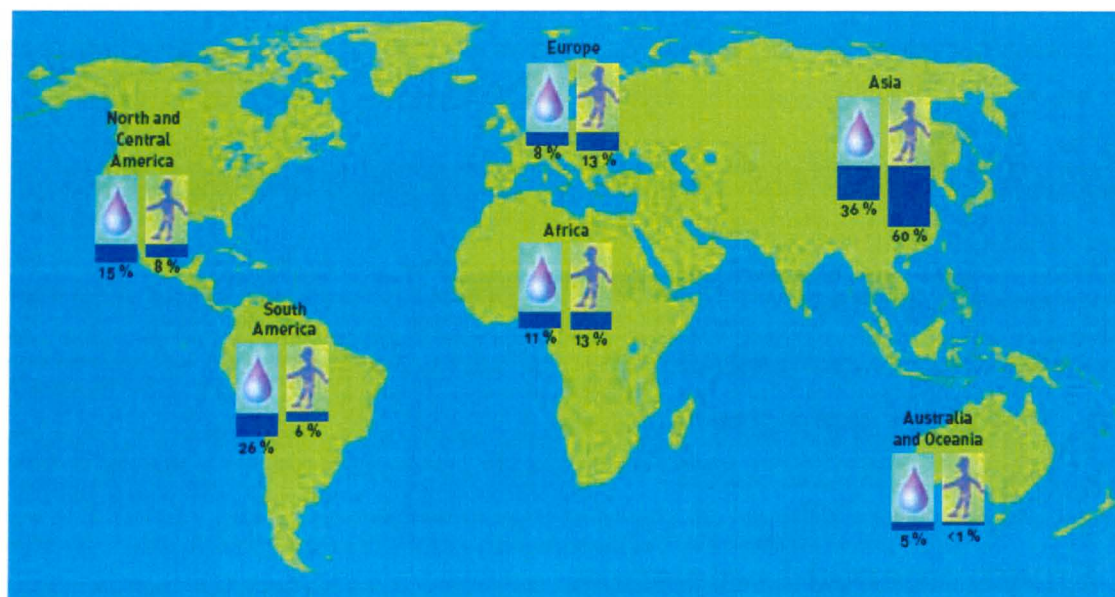 Europe
8 % 13 %
Asia
36 %
60 %
North and
Central
America
15 % 8 %
Africa
11 % 13 %
South
America
26 % 6 %
Australia
and Oceania
5 % <1 %